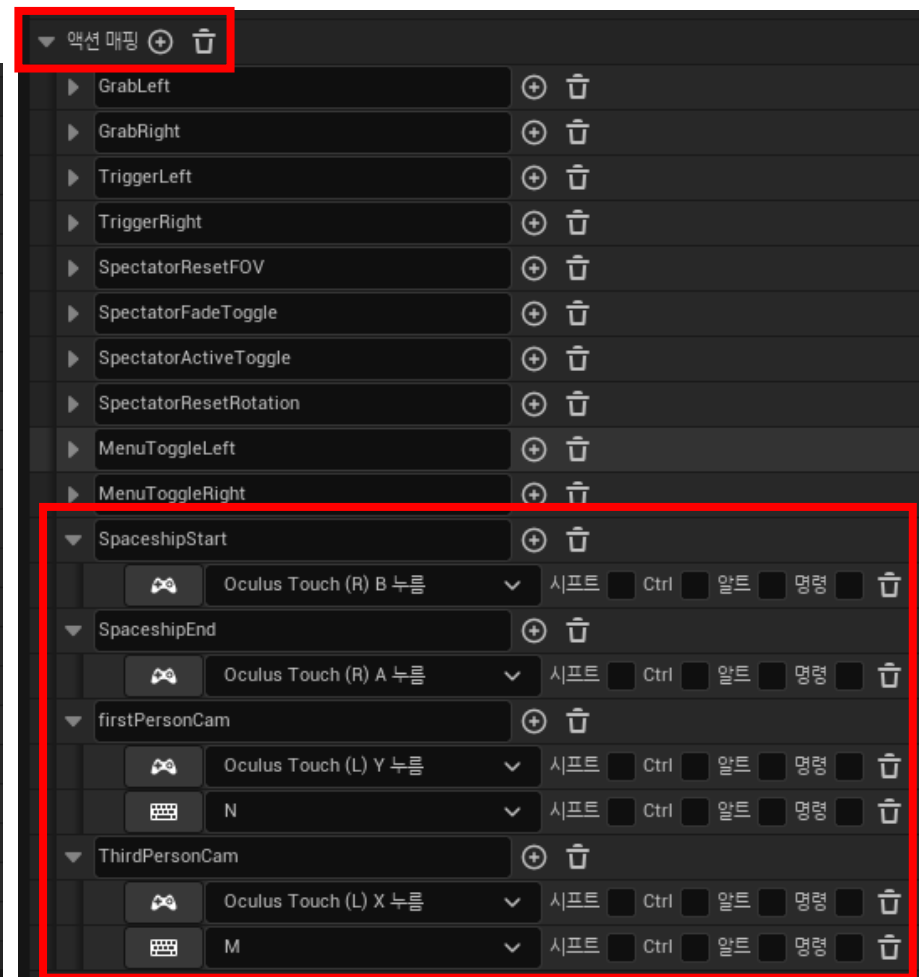 액션 매핑
GrabLeft
GrabRight
TriggerLeft
TriggerRight
SpectatorResetFOV
SpectatorFadeToggle
SpectatorActiveToggle
SpectatorResetRotation
MenuToggleLeft
MenuToggleRight
SpaceshipStart
Oculus Touch (R) B 누름 시프트 Ctrl 알트 명령
SpaceshipEnd
Oculus Touch (R) A 누름 시프트 Ctrl 알트 명령
firstPersonCam
Oculus Touch (L) Y 누름 시프트 Ctrl 알트 명령
N 시프트 Ctrl 알트 명령
ThirdPersonCam
Oculus Touch (L) X 누름 시프트 Ctrl 알트 명령
M 시프트 Ctrl 알트 명령